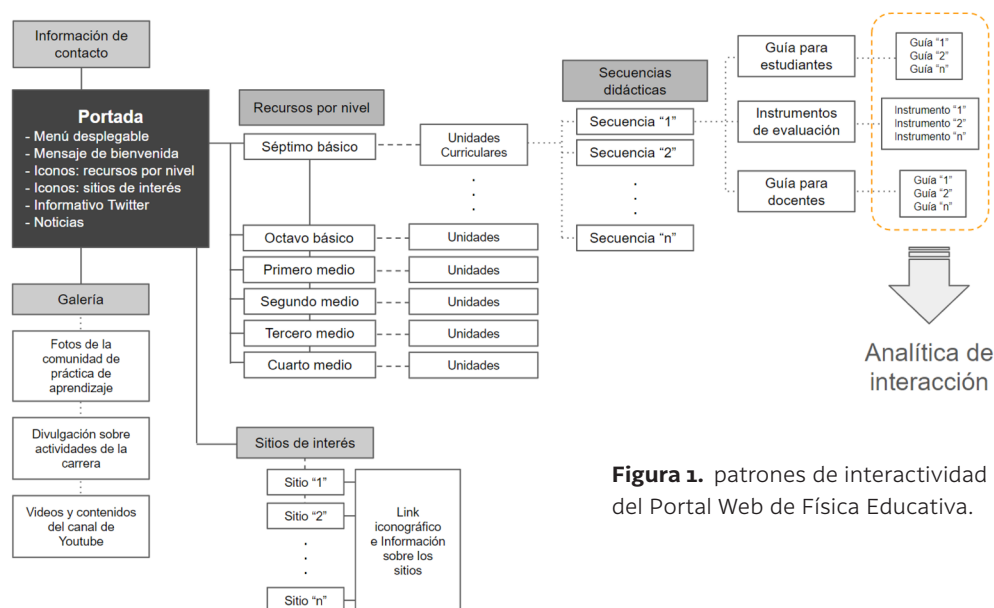 Información de
contacto
Portada
- Menú desplegable
- Mensaje de bienvenida
- Iconos: recursos por nivel
- Iconos: sitios de interés
- Informativo Twitter
- Noticias
Galería
Fotos de la
comunidad de
práctica de
aprendizaje
Divulgación sobre
actividades de la
carrera
Videos y contenidos
del canal de
Youtube
Recursos por nivel
Séptimo básico
Octavo básico
Primero medio
Segundo medio
Tercero medio
Cuarto medio
Unidades
Curriculares
Unidades
Unidades
Unidades
Unidades
Unidades
Sitios de interés
Sitio "1"
Sitio "2"
Sitio "n"
Link
iconográfico
e Información
sobre los
sitios
Secuencias
didácticas
Secuencia "1"
Secuencia "2"
Secuencia "n"
Guía para
estudiantes
Instrumentos
de evaluación
Guía para
docentes
Guía "1"
Guía "2"
Guía "n"
Instrumento "1"
Instrumento "2"
Instrumento "n"
Guía "1"
Guía "2"
Guía "n"
Analítica de
interacción
Figura 1. patrones de interactividad
del Portal Web de Física Educativa.